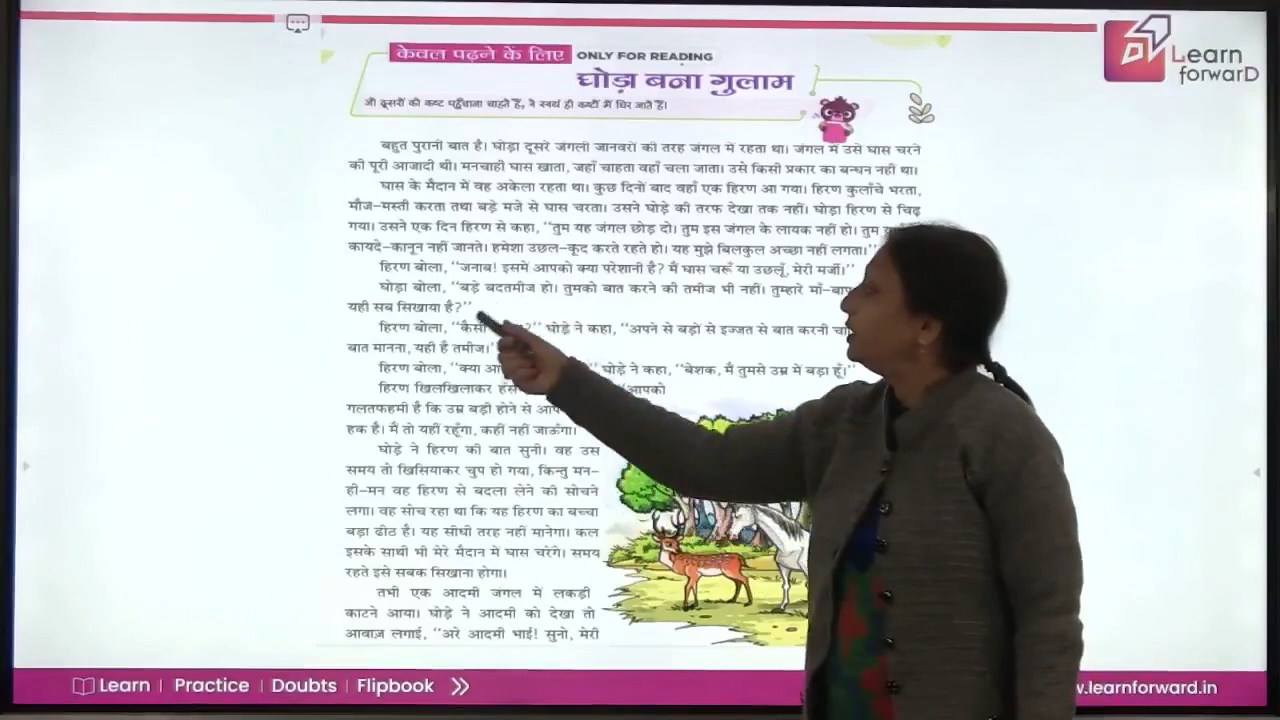 केवल पढ़ने के लिए ONLY FOR READING
घोड़ा बना गुलाम
जो दूसरों को कष्ट पहुँचाना चाहते हैं, वे स्वयं ही कष्टों में घिर जाते हैं।
Learn
forwarD
बहुत पुरानी बात है। घोड़ा दूसरे जंगली जानवरों की तरह जंगल में रहता था। जंगल में उसे घास चरने
की पूरी आजादी थी। मनचाही घास खाता, जहाँ चाहता वहाँ चला जाता। उसे किसी प्रकार का बन्धन नहीं था।
घास के मैदान में वह अकेला रहता था। कुछ दिनों बाद वहाँ एक हिरण आ गया। हिरण कुलाँचे भरता,
मौज-मस्ती करता तथा बड़े मजे से घास चरता। उसने घोड़े की तरफ देखा तक नहीं। घोड़ा हिरण से चिढ़
गया। उसने एक दिन हिरण से कहा, "तुम यह जंगल छोड़ दो। तुम इस जंगल के लायक नहीं हो। तुम
कायदे-कानून नहीं जानते। हमेशा उछल-कूद करते रहते हो। यह मुझे बिलकुल अच्छा नहीं लगता।"
हिरण बोला, "जनाब! इसमें आपको क्या परेशानी है? मैं घास चरूँ या उछलूँ, मेरी मर्जी।"
घोड़ा बोला, "बड़े बदतमीज हो। तुमको बात करने की तमीज भी नहीं। तुम्हारे माँ-बाप
यही सब सिखाया है?"
हिरण बोला, "कैसी घोड़े ने कहा, "अपने से बड़ों से इज्जत से बात करनी
बात मानना, यही है तमीज।"
हिरण बोला, "क्या घोड़े ने कहा, "बेशक, मैं तुमसे उम्र में बड़ा हूँ।"
हिरण खिलखिलाकर "आपको
गलतफहमी है कि उम्र बड़ी होने से
हक है। मैं तो यहीं रहूँगा, कहीं नहीं जाऊँगा।
घोड़े ने हिरण की बात सुनी। वह उस
समय तो खिसियाकर चुप हो गया, किन्तु मन-
ही-मन वह हिरण से बदला लेने की सोचने
लगा। वह सोच रहा था कि यह हिरण का बच्चा
बड़ा ढीठ है। यह सीधी तरह नहीं मानेगा। कल
इसके साथी भी मेरे मैदान में घास चरेंगे। समय
रहते इसे सबक सिखाना होगा।
तभी एक आदमी जंगल में लकड़ी
काटने आया। घोड़े ने आदमी को देखा तो
आवाज़ लगाई, "अरे आदमी भाई! सुनो, मेरी
Learn | Practice | Doubts | Flipbook
w.learnforward.in